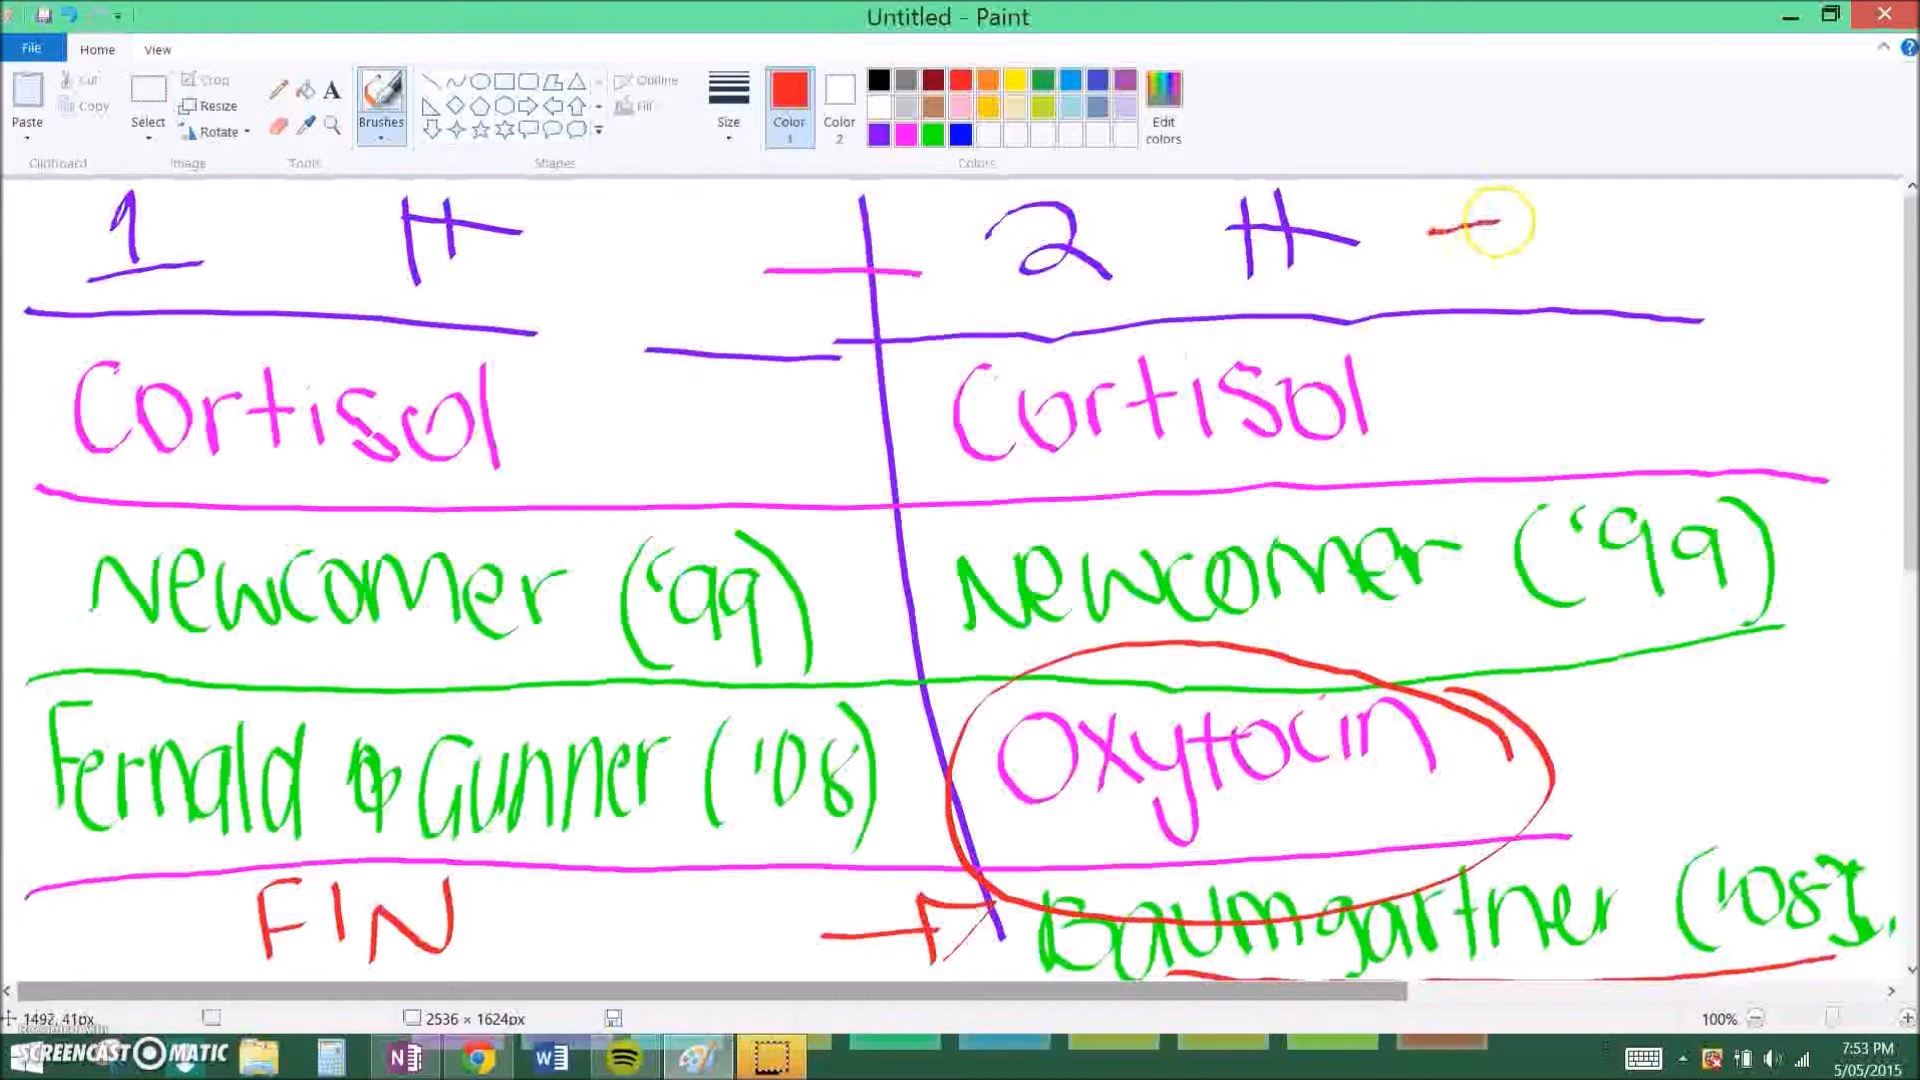 Untitled - Paint
File Home View
Paste
Cut
Copy
Clipboard
Select
Crop
Resize
Rotate
Image
A
Tools
Brushes
Shapes
Outline
Fill
Size
Color 1
Color 2
Edit colors
Colors
1 H
2 H
Cortisol
Cortisol
Newcomer ('99)
Newcomer ('99)
Fernald & Gunner ('08)
Oxytocin
FIN
Baumgartner ('08)
1492, 41px
2536 × 1624px
100%
SCREENCAST MATIC
7:53 PM
5/05/2015